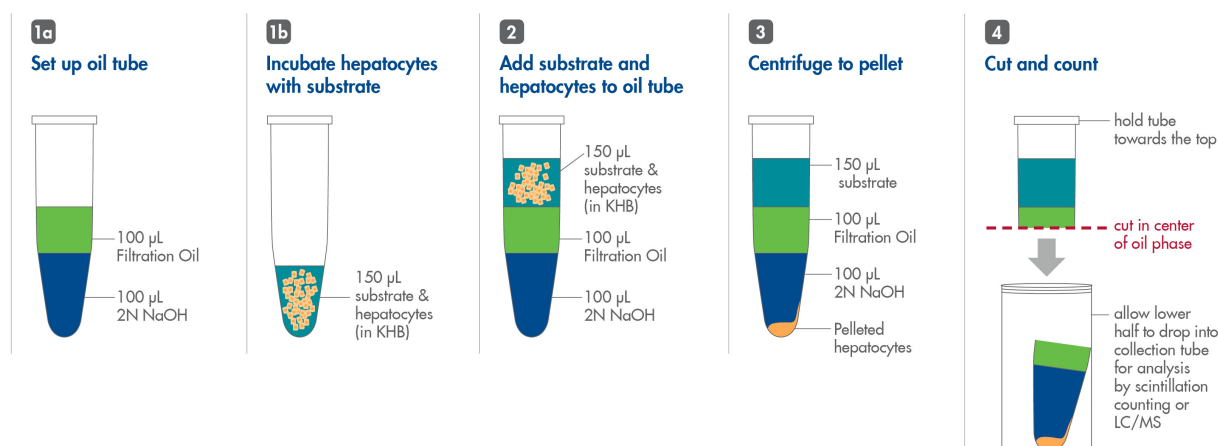 1a
Set up oil tube
100 µL
Filtration Oil
100 µL
2N NaOH
1b
Incubate hepatocytes
with substrate
150 µL
substrate &
hepatocytes
(in KHB)
2
Add substrate and
hepatocytes to oil tube
150 µL
substrate &
hepatocytes
(in KHB)
100 µL
Filtration Oil
100 µL
2N NaOH
3
Centrifuge to pellet
150 µL
substrate
100 µL
Filtration Oil
100 µL
2N NaOH
Pelleted
hepatocytes
4
Cut and count
hold tube
towards the top
cut in center
of oil phase
allow lower
half to drop into
collection tube
for analysis
by scintillation
counting or
LC/MS